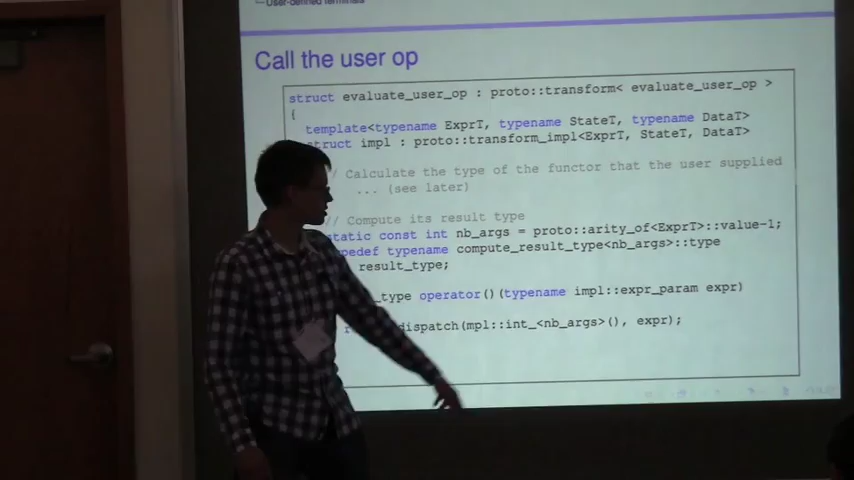 —User-defined terminals
Call the user op
struct evaluate_user_op : proto::transform< evaluate_user_op >
{
template<typename ExprT, typename StateT, typename DataT>
struct impl : proto::transform_impl<ExprT, StateT, DataT>
// Calculate the type of the functor that the user supplied
... (see later)
// Compute its result type
static const int nb_args = proto::arity_of<ExprT>::value-1;
typedef typename compute_result_type<nb_args>::type
result_type;
_type operator()(typename impl::expr_param expr)
dispatch(mpl::int_<nb_args>(), expr);